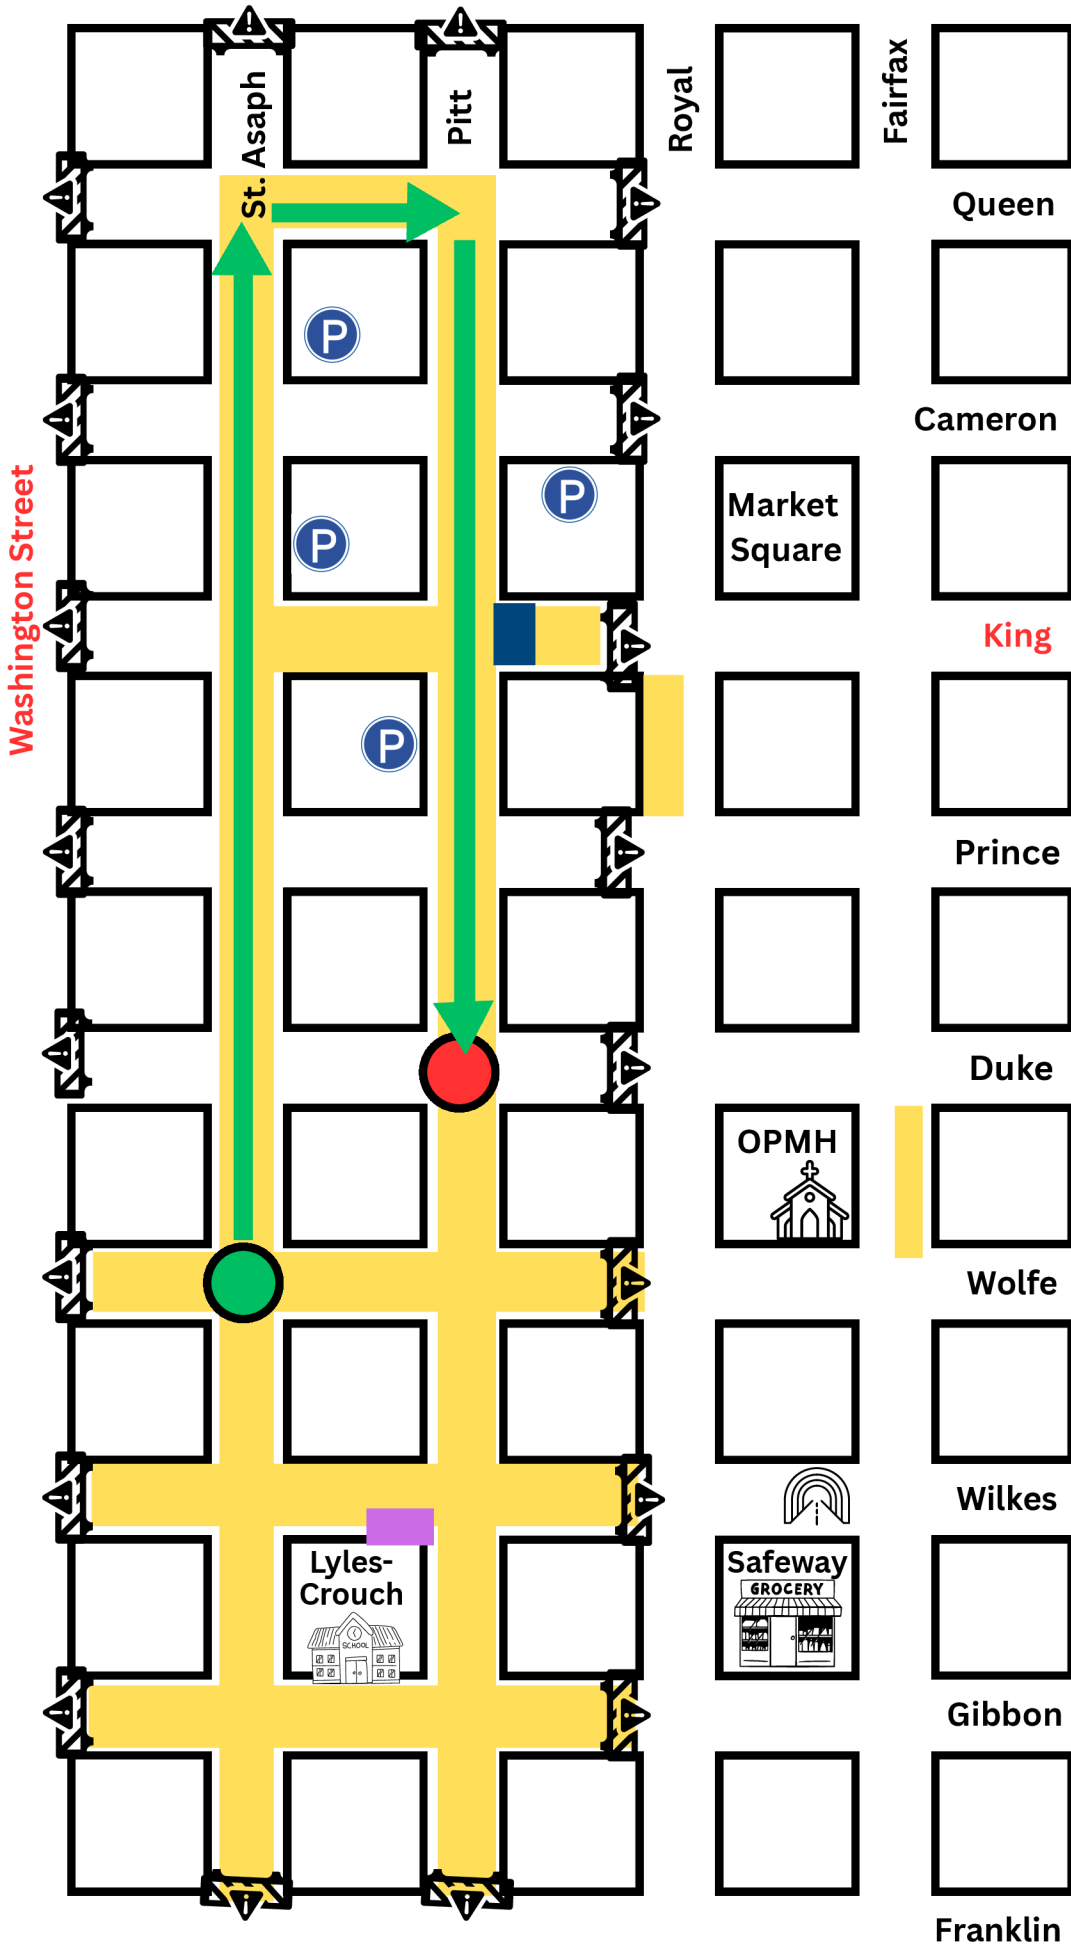 St. Asaph
Pitt
Royal
Fairfax
Queen
P
Cameron
Washington Street
P
P
Market
Square
King
P
Prince
Duke
OPMH
Wolfe
Wilkes
Lyles-
Crouch
SCHOOL
Safeway
GROCERY
Gibbon
Franklin